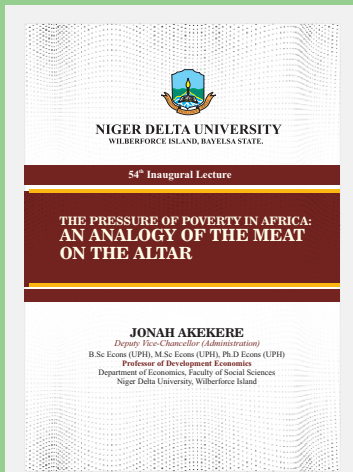 NIGER DELTA UNIVERSITY
WILBERFORCE ISLAND, BAYELSA STATE.
54th Inaugural Lecture
THE PRESSURE OF POVERTY IN AFRICA:
AN ANALOGY OF THE MEAT
ON THE ALTAR
JONAH AKEKERE
Deputy Vice-Chancellor (Administration)
B.Sc Econs (UPH), M.Sc Econs (UPH), Ph.D Econs (UPH)
Professor of Development Economics
Department of Economics, Faculty of Social Sciences
Niger Delta University, Wilberforce Island